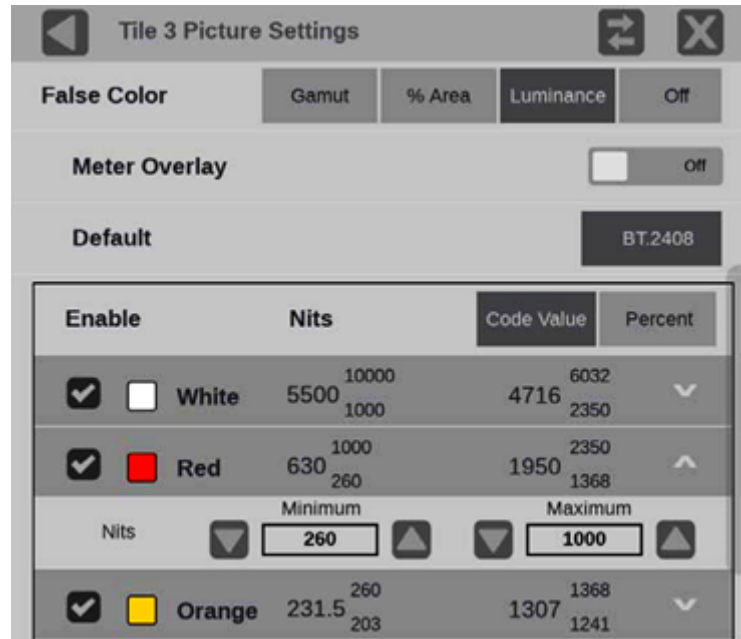 Tile 3 Picture Settings
False Color Gamut % Area Luminance Off
Meter Overlay Off
Default BT.2408
Enable Nits Code Value Percent
White 5500 10000 1000 4716 6032 2350
Red 630 1000 260 1950 2350 1368
Minimum Maximum
Nits 260 1000
Orange 231.5 260 203 1307 1368 1241